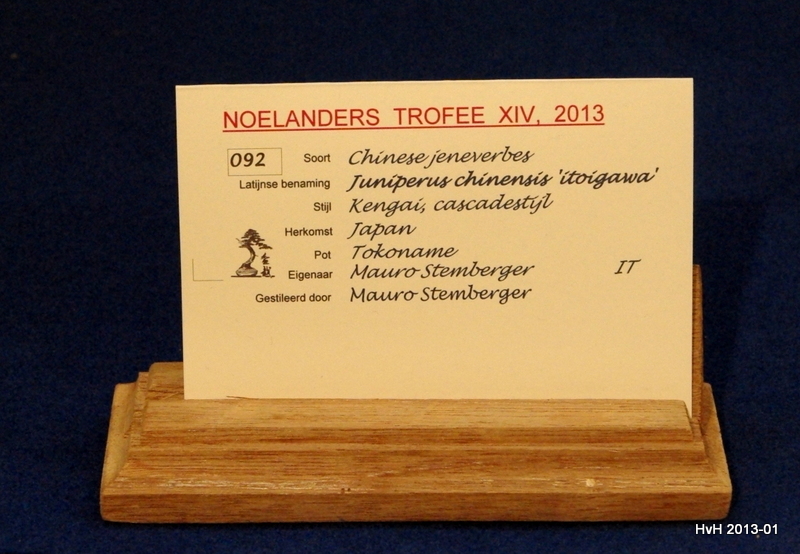 NOELANDERS TROFEE XIV, 2013
092 Soort Chinese jeneverbes
Latijnse benaming Juniperus chinensis 'itoigawa'
Stijl Kengai, cascadestijl
Herkomst Japan
Pot Tokoname
Eigenaar Mauro Stemberger IT
Gestileerd door Mauro Stemberger
HvH 2013-01